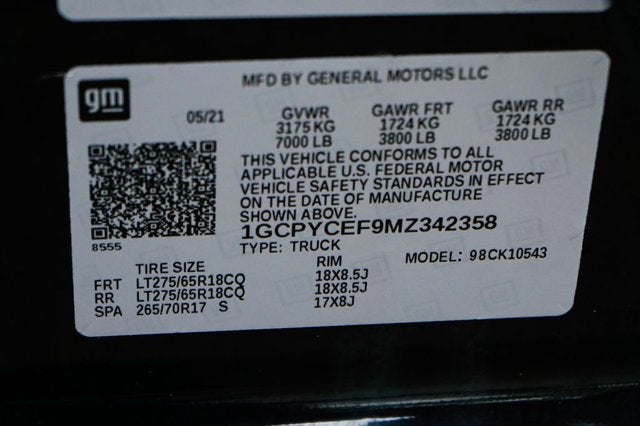 gm
MFD BY GENERAL MOTORS LLC
05/21 GVWR GAWR FRT GAWR RR
3175 KG 1724 KG 1724 KG
7000 LB 3800 LB 3800 LB
THIS VEHICLE CONFORMS TO ALL
APPLICABLE U.S. FEDERAL MOTOR
VEHICLE SAFETY STANDARDS IN EFFECT
ON THE DATE OF MANUFACTURE
SHOWN ABOVE.
8555
1GCPYCEF9MZ342358
TYPE: TRUCK MODEL: 98CK10543
TIRE SIZE RIM
FRT LT275/65R18CQ 18X8.5J
RR LT275/65R18CQ 18X8.5J
SPA 265/70R17 S 17X8J